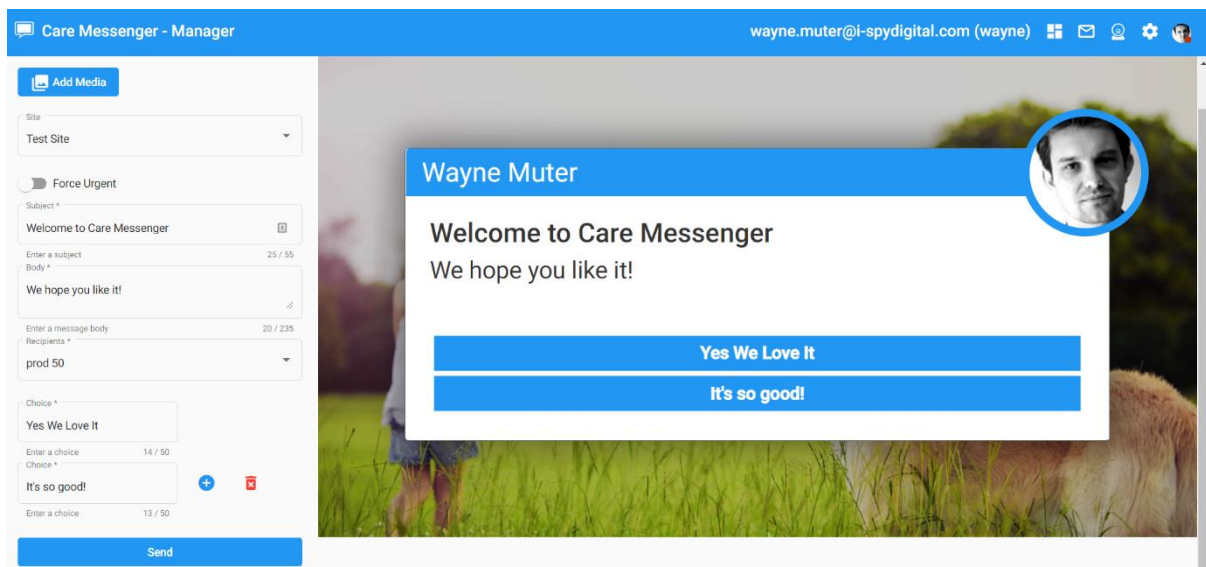 Care Messenger - Manager
wayne.muter@i-spydigital.com (wayne)
Add Media
Site
Test Site
Force Urgent
Subject *
Welcome to Care Messenger
Enter a subject 25 / 55
Body *
We hope you like it!
Enter a message body 20 / 235
Recipients *
prod 50
Choice *
Yes We Love It
Enter a choice 14 / 50
Choice *
It's so good!
Enter a choice 13 / 50
Send
Wayne Muter
Welcome to Care Messenger
We hope you like it!
Yes We Love It
It's so good!